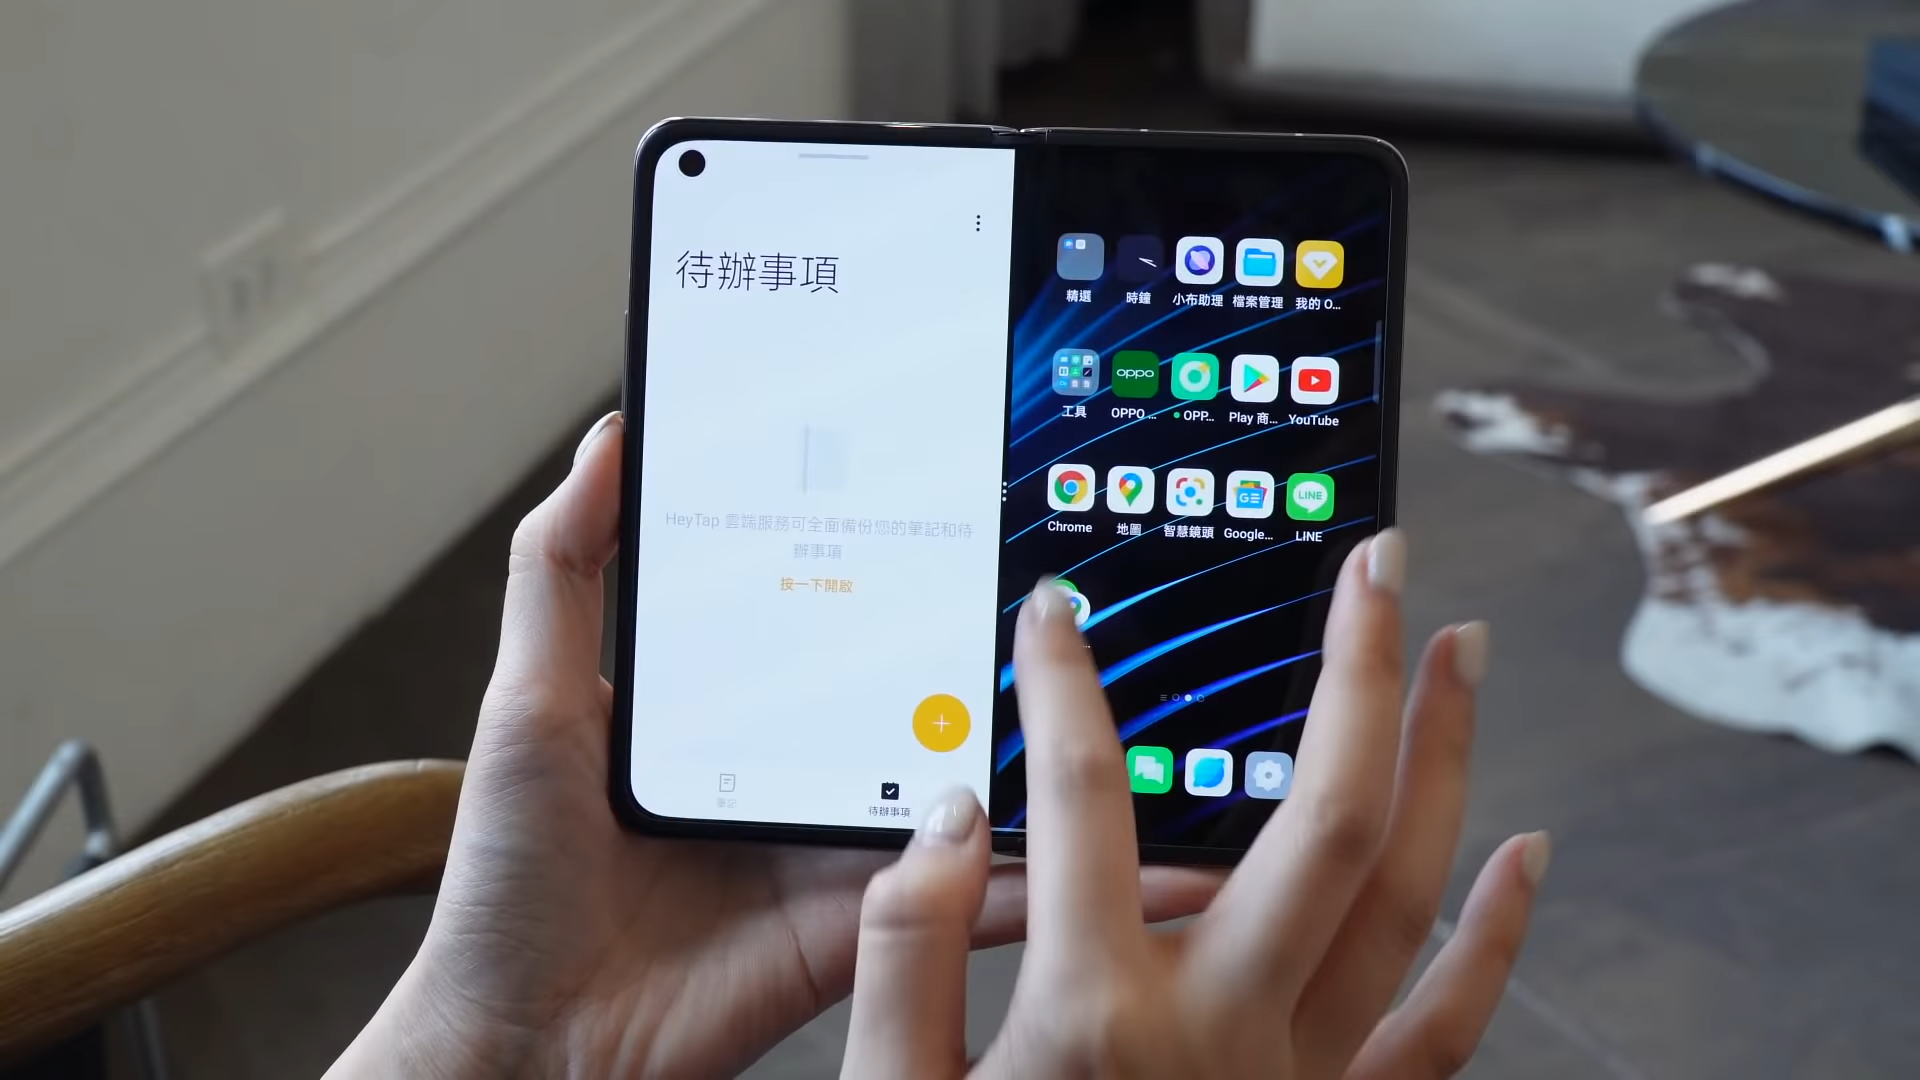 待辦事項
HeyTap 雲端服務可全面備份您的筆記和待
辦事項
按一下開啟
筆記
待辦事項
精選
時鐘
小布助理
檔案管理
我的 O...
工具
oppo
OPPO ...
OPP...
Play 商...
YouTube
Chrome
地圖
智慧鏡頭
GE
Google...
LINE
LINE